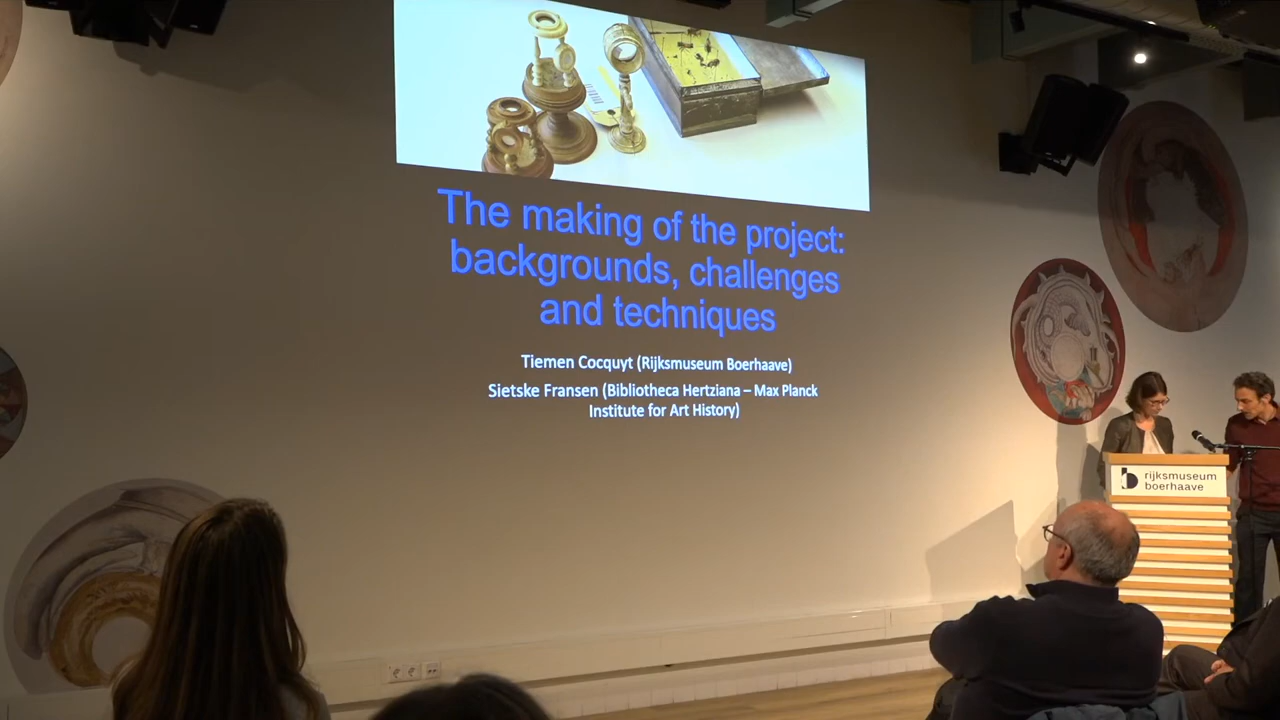 The making of the project:
backgrounds, challenges
and techniques
Tiemen Cocquyt (Rijksmuseum Boerhaave)
Sietske Fransen (Bibliotheca Hertziana – Max Planck
Institute for Art History)
rijksmuseum
boerhaave